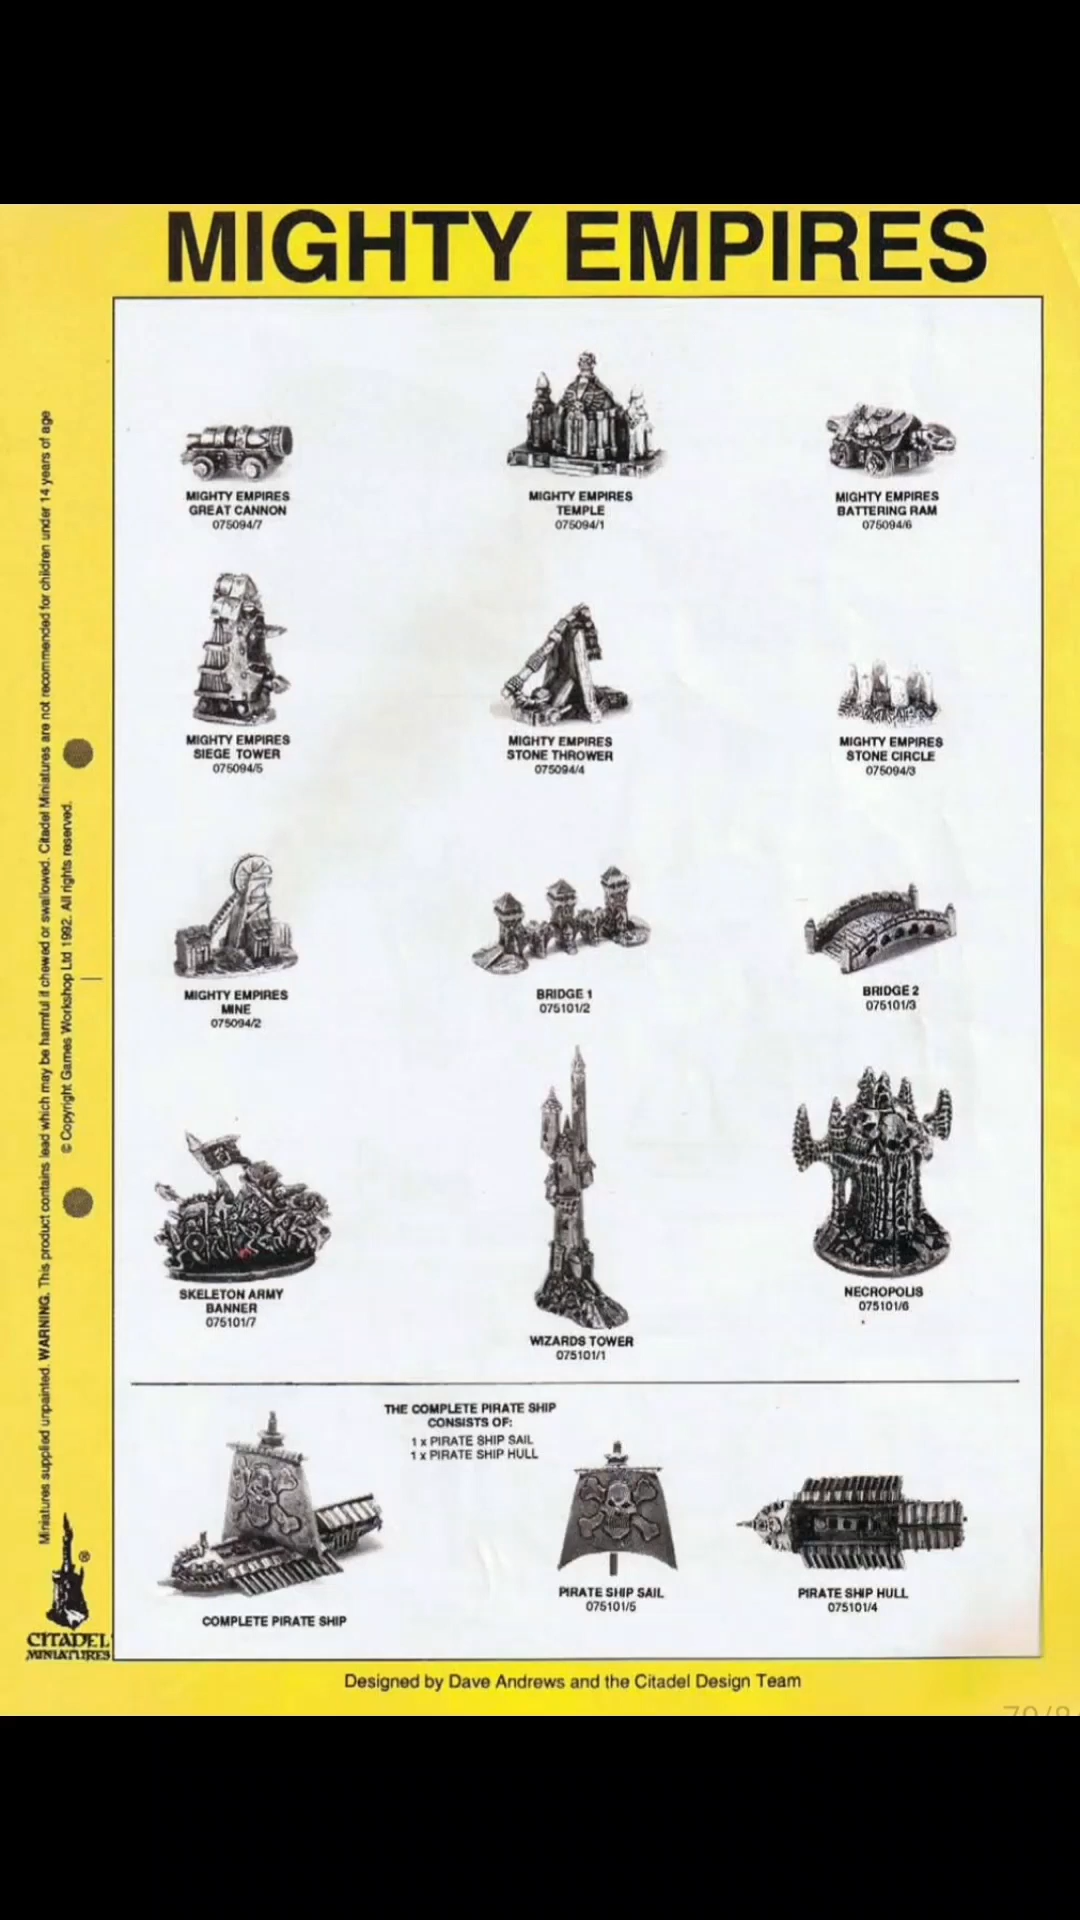 MIGHTY EMPIRES
MIGHTY EMPIRES
GREAT CANNON
075094/7
MIGHTY EMPIRES
TEMPLE
075094/1
MIGHTY EMPIRES
BATTERING RAM
075094/6
MIGHTY EMPIRES
SIEGE TOWER
075094/5
MIGHTY EMPIRES
STONE THROWER
075094/4
MIGHTY EMPIRES
STONE CIRCLE
075094/3
MIGHTY EMPIRES
MINE
075094/2
BRIDGE 1
075101/2
BRIDGE 2
075101/3
SKELETON ARMY
BANNER
075101/7
WIZARDS TOWER
075101/1
NECROPOLIS
075101/6
THE COMPLETE PIRATE SHIP
CONSISTS OF:
1 x PIRATE SHIP SAIL
1 x PIRATE SHIP HULL
COMPLETE PIRATE SHIP
PIRATE SHIP SAIL
075101/5
PIRATE SHIP HULL
075101/4
Miniatures supplied unpainted. WARNING. This product contains lead which may be harmful if chewed or swallowed. Citadel Miniatures are not recommended for children under 14 years of age
© Copyright Games Workshop Ltd 1992. All rights reserved.
®
CITADEL
MINIATURES
Designed by Dave Andrews and the Citadel Design Team